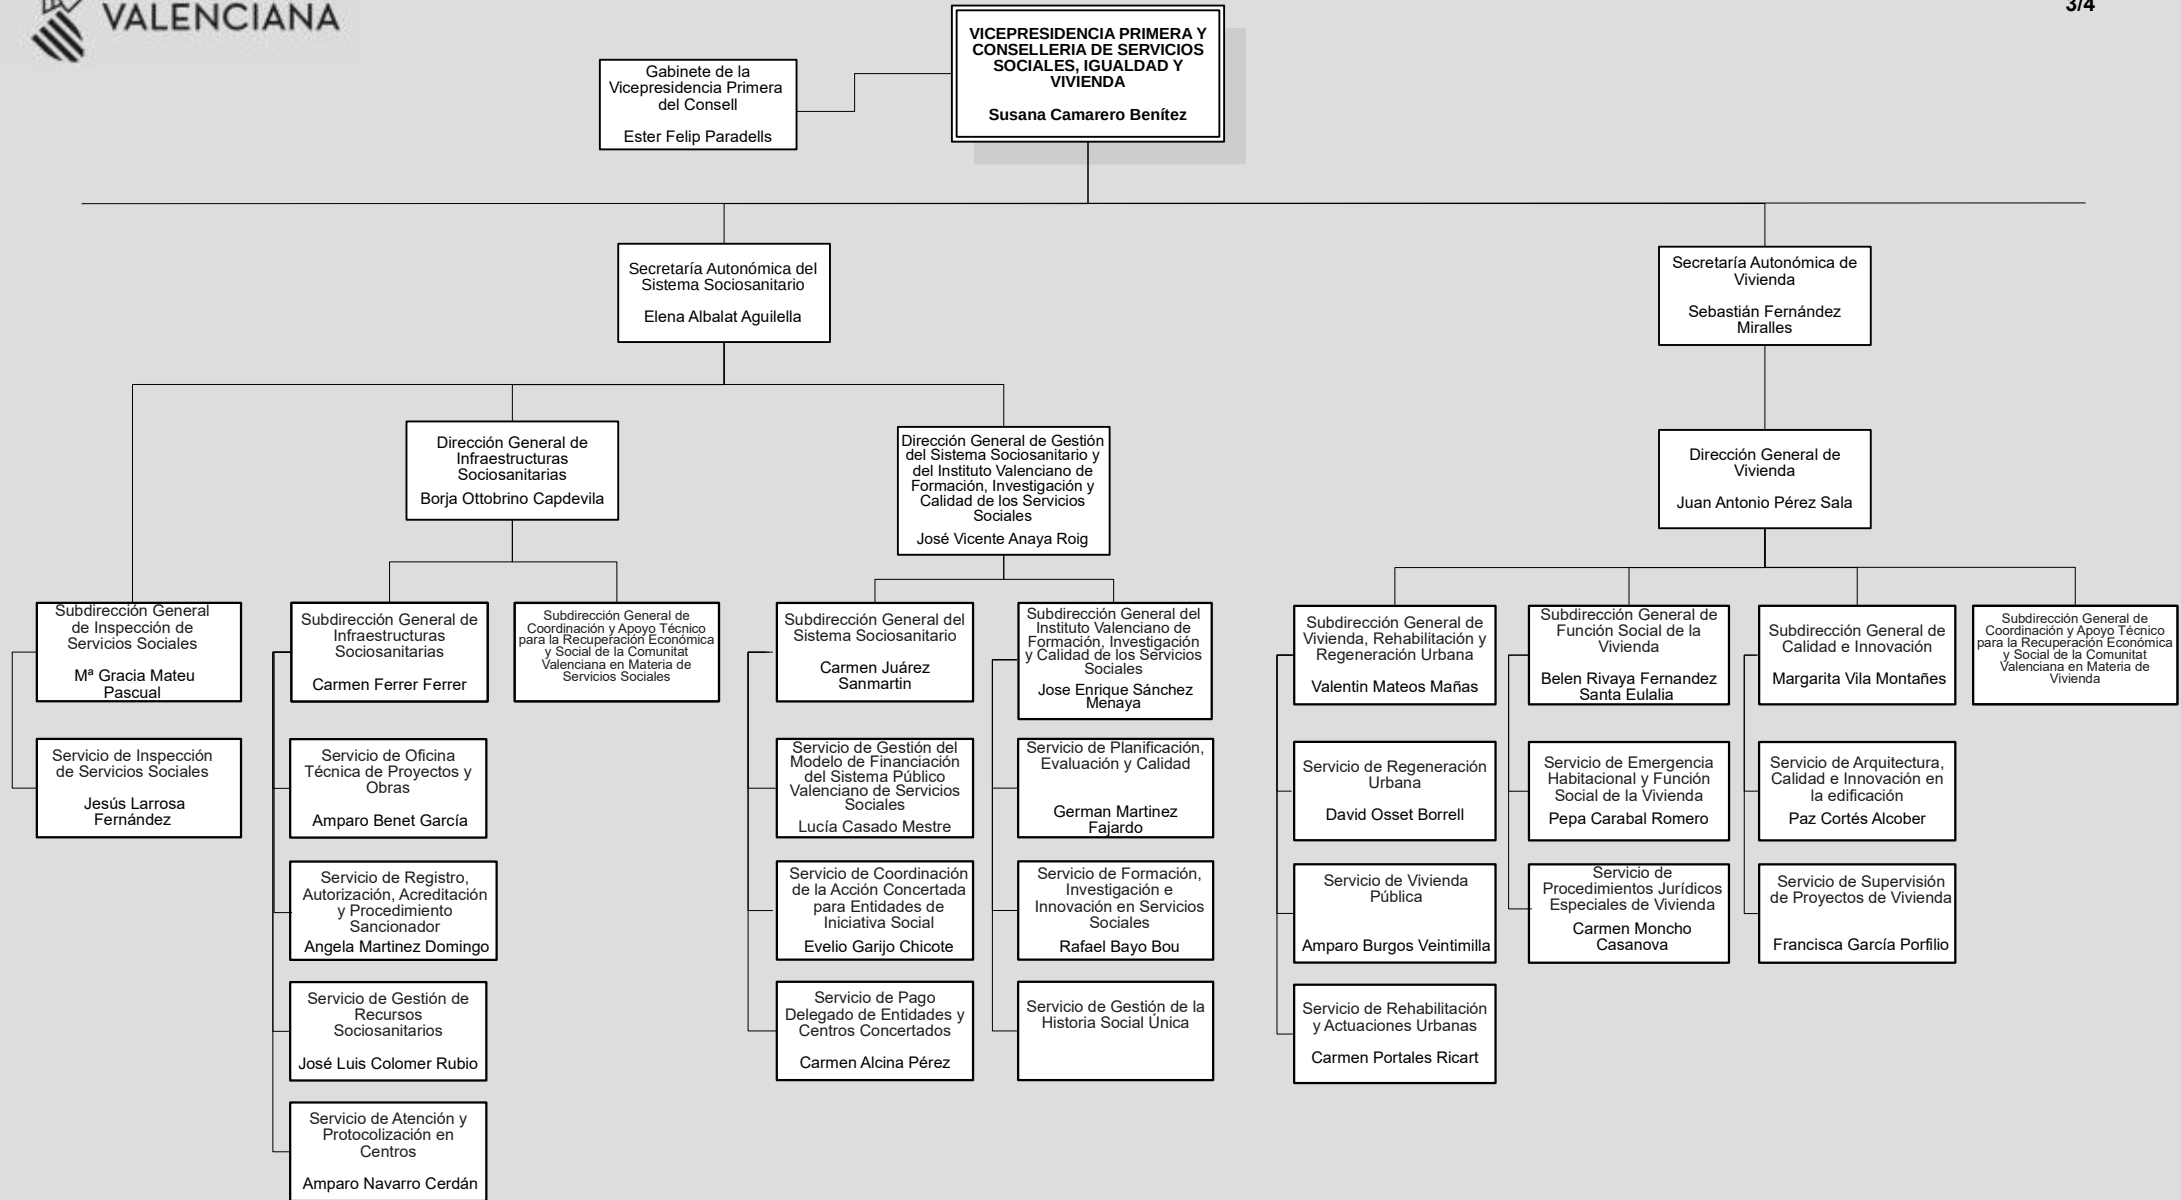 VALENCIANA
3/4
VICEPRESIDENCIA PRIMERA Y
CONSELLERIA DE SERVICIOS
SOCIALES, IGUALDAD Y
VIVIENDA
Susana Camarero Benítez
Gabinete de la
Vicepresidencia Primera
del Consell
Ester Felip Paradells
Secretaría Autonómica del
Sistema Sociosanitario
Elena Albalat Aguilella
Secretaría Autonómica de
Vivienda
Sebastián Fernández
Miralles
Dirección General de
Infraestructuras
Sociosanitarias
Borja Ottobrino Capdevila
Dirección General de Gestión
del Sistema Sociosanitario y
del Instituto Valenciano de
Formación, Investigación y
Calidad de los Servicios
Sociales
José Vicente Anaya Roig
Dirección General de
Vivienda
Juan Antonio Pérez Sala
Subdirección General
de Inspección de
Servicios Sociales
Mª Gracia Mateu
Pascual
Subdirección General de
Infraestructuras
Sociosanitarias
Carmen Ferrer Ferrer
Subdirección General de
Coordinación y Apoyo Técnico
para la Recuperación Económica
y Social de la Comunitat
Valenciana en Materia de
Servicios Sociales
Subdirección General del
Sistema Sociosanitario
Carmen Juárez
Sanmartin
Subdirección General del
Instituto Valenciano de
Formación, Investigación
y Calidad de los Servicios
Sociales
Jose Enrique Sánchez
Menaya
Subdirección General de
Vivienda, Rehabilitación y
Regeneración Urbana
Valentin Mateos Mañas
Subdirección General de
Función Social de la
Vivienda
Belen Rivaya Fernandez
Santa Eulalia
Subdirección General de
Calidad e Innovación
Margarita Vila Montañes
Subdirección General de
Coordinación y Apoyo Técnico
para la Recuperación Económica
y Social de la Comunitat
Valenciana en Materia de
Vivienda
Servicio de Inspección
de Servicios Sociales
Jesús Larrosa
Fernández
Servicio de Oficina
Técnica de Proyectos y
Obras
Amparo Benet García
Servicio de Gestión del
Modelo de Financiación
del Sistema Público
Valenciano de Servicios
Sociales
Lucía Casado Mestre
Servicio de Planificación,
Evaluación y Calidad
German Martinez
Fajardo
Servicio de Regeneración
Urbana
David Osset Borrell
Servicio de Emergencia
Habitacional y Función
Social de la Vivienda
Pepa Carabal Romero
Servicio de Arquitectura,
Calidad e Innovación en
la edificación
Paz Cortés Alcober
Servicio de Registro,
Autorización, Acreditación
y Procedimiento
Sancionador
Angela Martinez Domingo
Servicio de Coordinación
de la Acción Concertada
para Entidades de
Iniciativa Social
Evelio Garijo Chicote
Servicio de Formación,
Investigación e
Innovación en Servicios
Sociales
Rafael Bayo Bou
Servicio de Vivienda
Pública
Amparo Burgos Veintimilla
Servicio de
Procedimientos Jurídicos
Especiales de Vivienda
Carmen Moncho
Casanova
Servicio de Supervisión
de Proyectos de Vivienda
Francisca García Porfilio
Servicio de Gestión de
Recursos
Sociosanitarios
José Luis Colomer Rubio
Servicio de Pago
Delegado de Entidades y
Centros Concertados
Carmen Alcina Pérez
Servicio de Gestión de la
Historia Social Única
Servicio de Rehabilitación
y Actuaciones Urbanas
Carmen Portales Ricart
Servicio de Atención y
Protocolización en
Centros
Amparo Navarro Cerdán